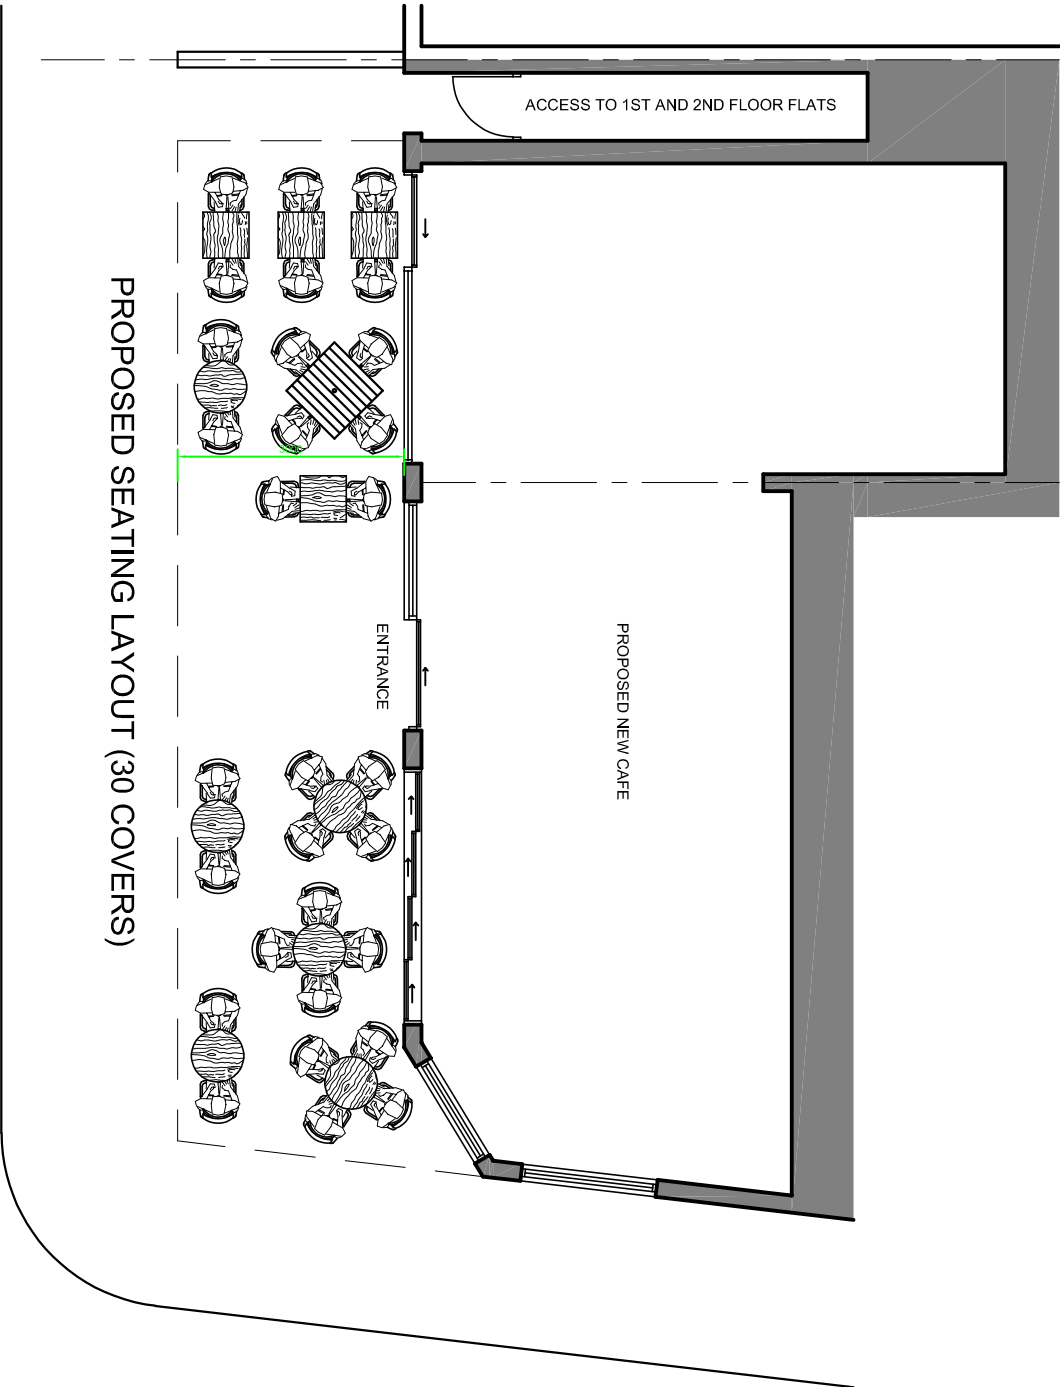 ACCESS TO 1ST AND 2ND FLOOR FLATS
PROPOSED SEATING LAYOUT (30 COVERS)
ENTRANCE
PROPOSED NEW CAFE